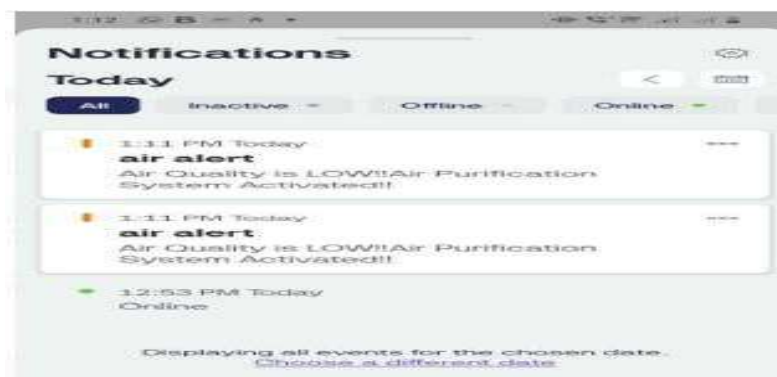 1:12
Notifications
Today
All Inactive Offline Online
1:11 PM Today
air alert
Air Quality is LOW!!Air Purification
System Activated!!
1:11 PM Today
air alert
Air Quality is LOW!!Air Purification
System Activated!!
12:53 PM Today
Online
Displaying all events for the chosen date.
Choose a different date